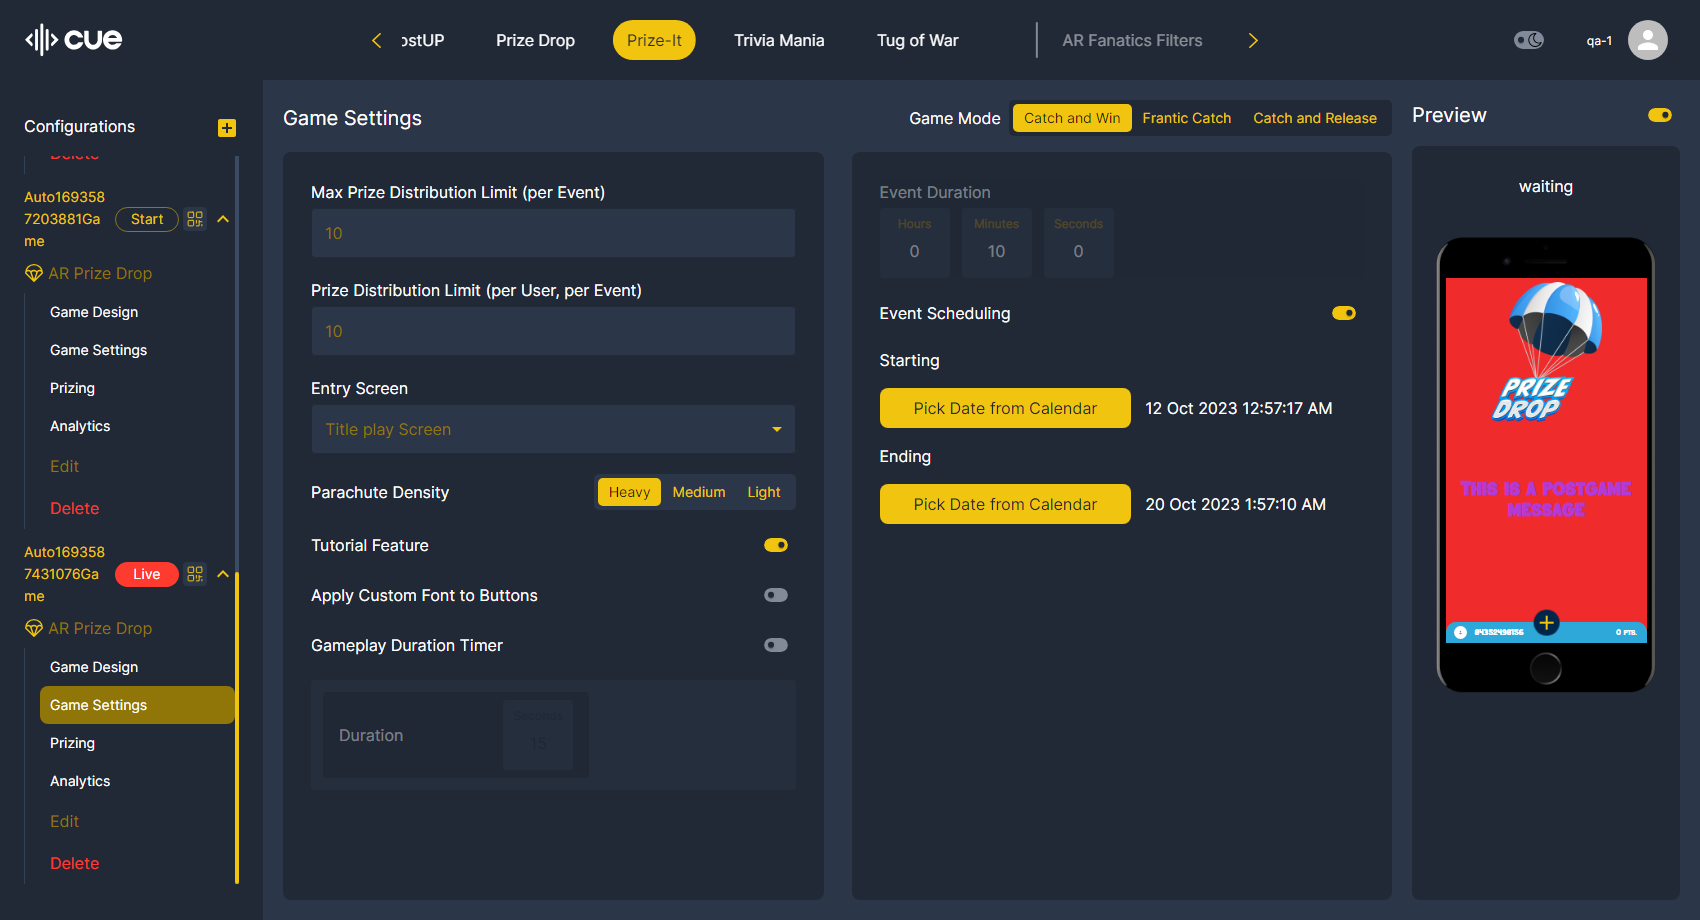 cue
ostUP
Prize Drop
Prize-It
Trivia Mania
Tug of War
AR Fanatics Filters
qa-1
Configurations
Delete
Auto169358
7203881Ga
me
Start
AR Prize Drop
Game Design
Game Settings
Prizing
Analytics
Edit
Delete
Auto169358
7431076Ga
me
Live
AR Prize Drop
Game Design
Game Settings
Prizing
Analytics
Edit
Delete
Game Settings
Game Mode
Catch and Win
Frantic Catch
Catch and Release
Max Prize Distribution Limit (per Event)
10
Prize Distribution Limit (per User, per Event)
10
Entry Screen
Title play Screen
Parachute Density
Heavy
Medium
Light
Tutorial Feature
Apply Custom Font to Buttons
Gameplay Duration Timer
Duration
Seconds
15
Event Duration
Hours
0
Minutes
10
Seconds
0
Event Scheduling
Starting
Pick Date from Calendar
12 Oct 2023 12:57:17 AM
Ending
Pick Date from Calendar
20 Oct 2023 1:57:10 AM
Preview
waiting
PRIZE
DROP
THIS IS A POSTGAME
MESSAGE
0 PTS.